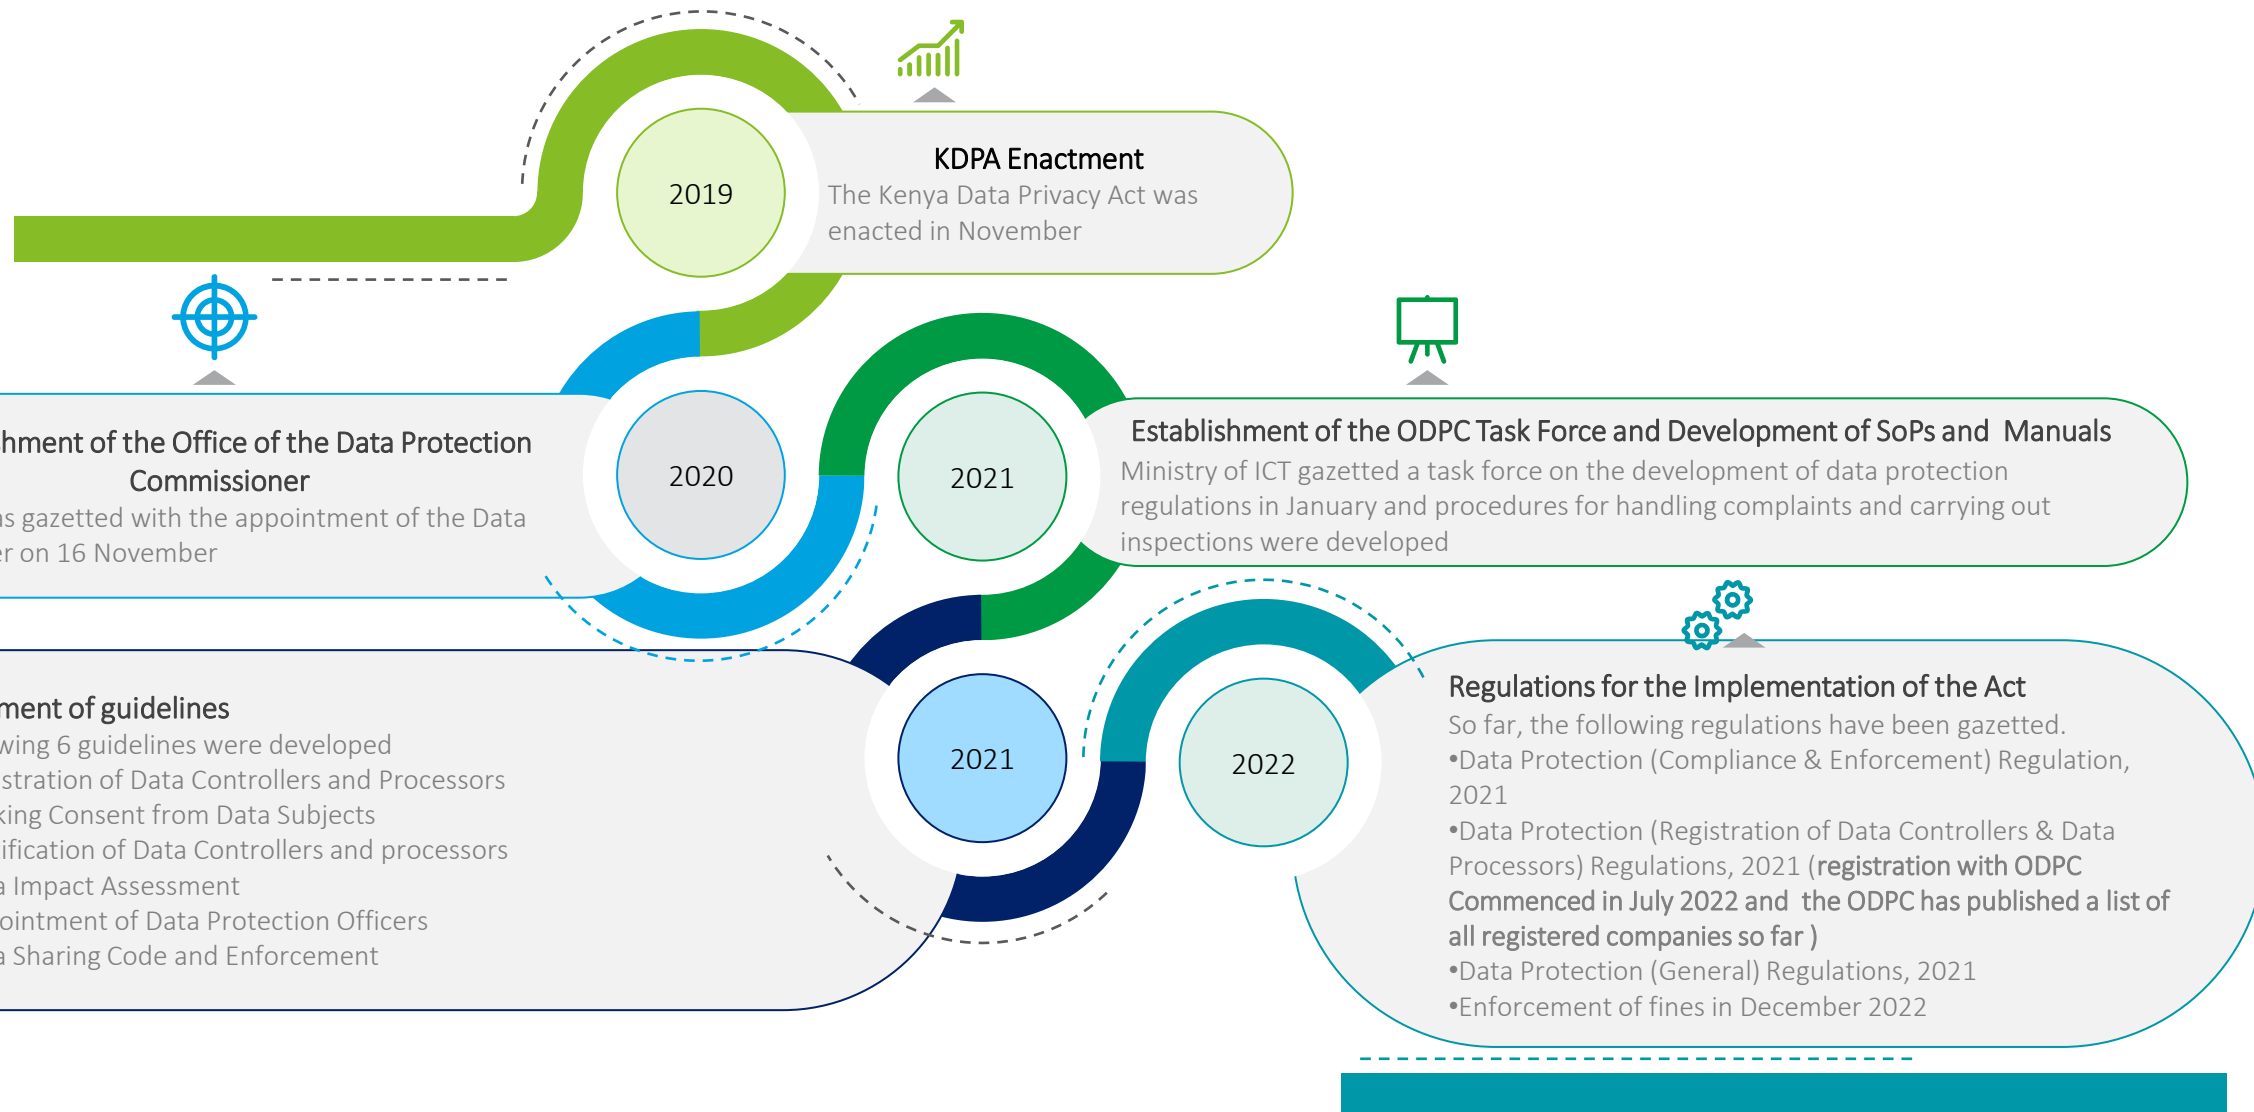 2019
KDPA Enactment
The Kenya Data Privacy Act was
enacted in November
shment of the Office of the Data Protection
Commissioner
as gazetted with the appointment of the Data
er on 16 November
2020
2021
Establishment of the ODPC Task Force and Development of SoPs and Manuals
Ministry of ICT gazetted a task force on the development of data protection
regulations in January and procedures for handling complaints and carrying out
inspections were developed
ment of guidelines
wing 6 guidelines were developed
stration of Data Controllers and Processors
king Consent from Data Subjects
tification of Data Controllers and processors
a Impact Assessment
ointment of Data Protection Officers
a Sharing Code and Enforcement
2021
2022
Regulations for the Implementation of the Act
So far, the following regulations have been gazetted.
•Data Protection (Compliance & Enforcement) Regulation,
2021
•Data Protection (Registration of Data Controllers & Data
Processors) Regulations, 2021 (registration with ODPC
Commenced in July 2022 and the ODPC has published a list of
all registered companies so far )
•Data Protection (General) Regulations, 2021
•Enforcement of fines in December 2022